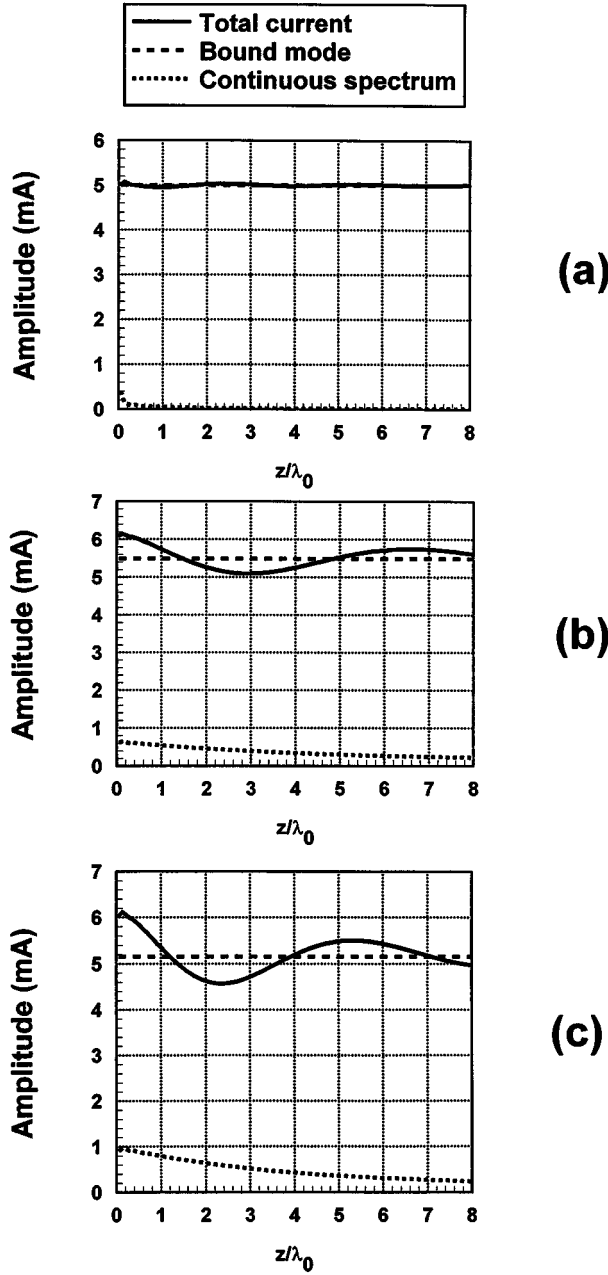 Total current
Bound mode
Continuous spectrum
6
5
4
3
2
1
0
Amplitude (mA)
0 1 2 3 4 5 6 7 8
z/λ₀
(a)
7
6
5
4
3
2
1
0
Amplitude (mA)
0 1 2 3 4 5 6 7 8
z/λ₀
(b)
7
6
5
4
3
2
1
0
Amplitude (mA)
0 1 2 3 4 5 6 7 8
z/λ₀
(c)